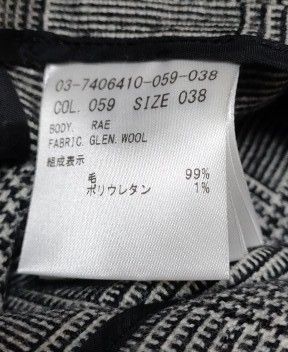 03-7406410-059-038
COL. 059 SIZE 038
BODY. RAE
FABRIC. GLEN. WOOL
組成表示
毛 99%
ポリウレタン 1%